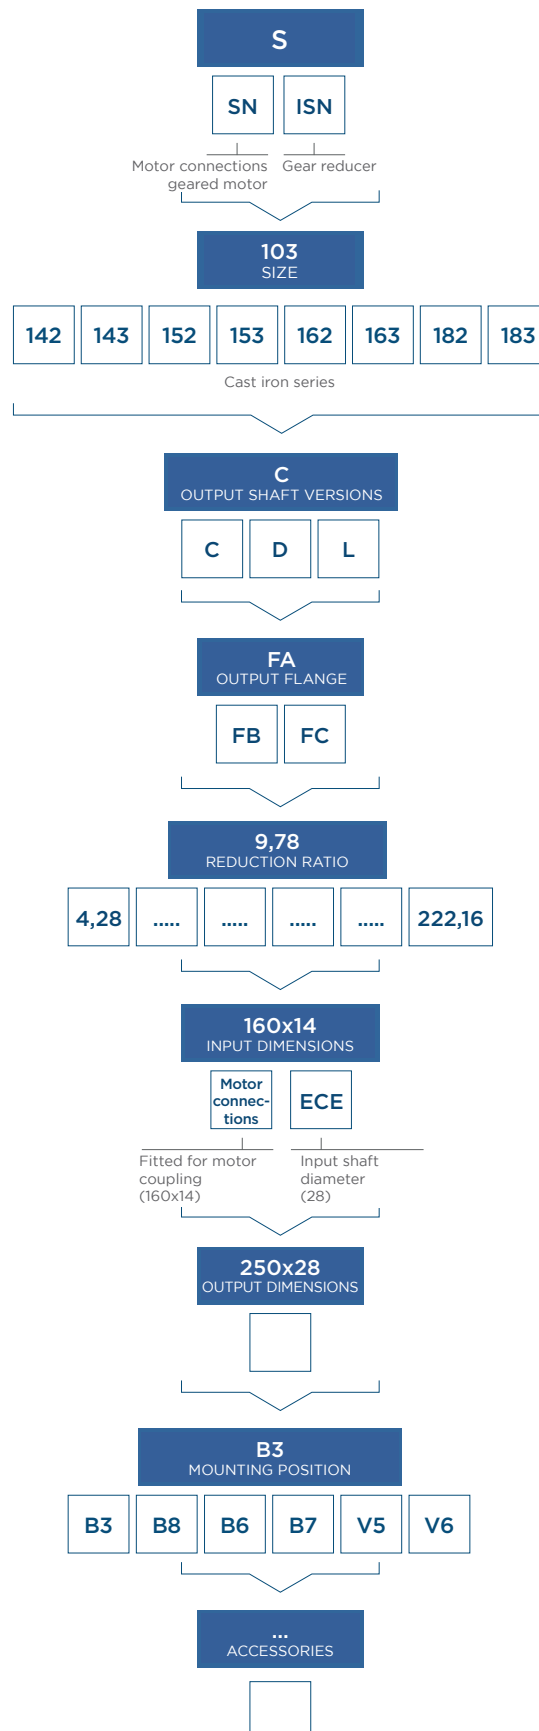 S
SN
ISN
Motor connections
geared motor
Gear reducer
103
SIZE
142
143
152
153
162
163
182
183
Cast iron series
C
OUTPUT SHAFT VERSIONS
C
D
L
FA
OUTPUT FLANGE
FB
FC
9,78
REDUCTION RATIO
4,28
.....
.....
.....
.....
222,16
160x14
INPUT DIMENSIONS
Motor
connec-
tions
ECE
Fitted for motor
coupling
(160x14)
Input shaft
diameter
(28)
250x28
OUTPUT DIMENSIONS
B3
MOUNTING POSITION
B3
B8
B6
B7
V5
V6
...
ACCESSORIES